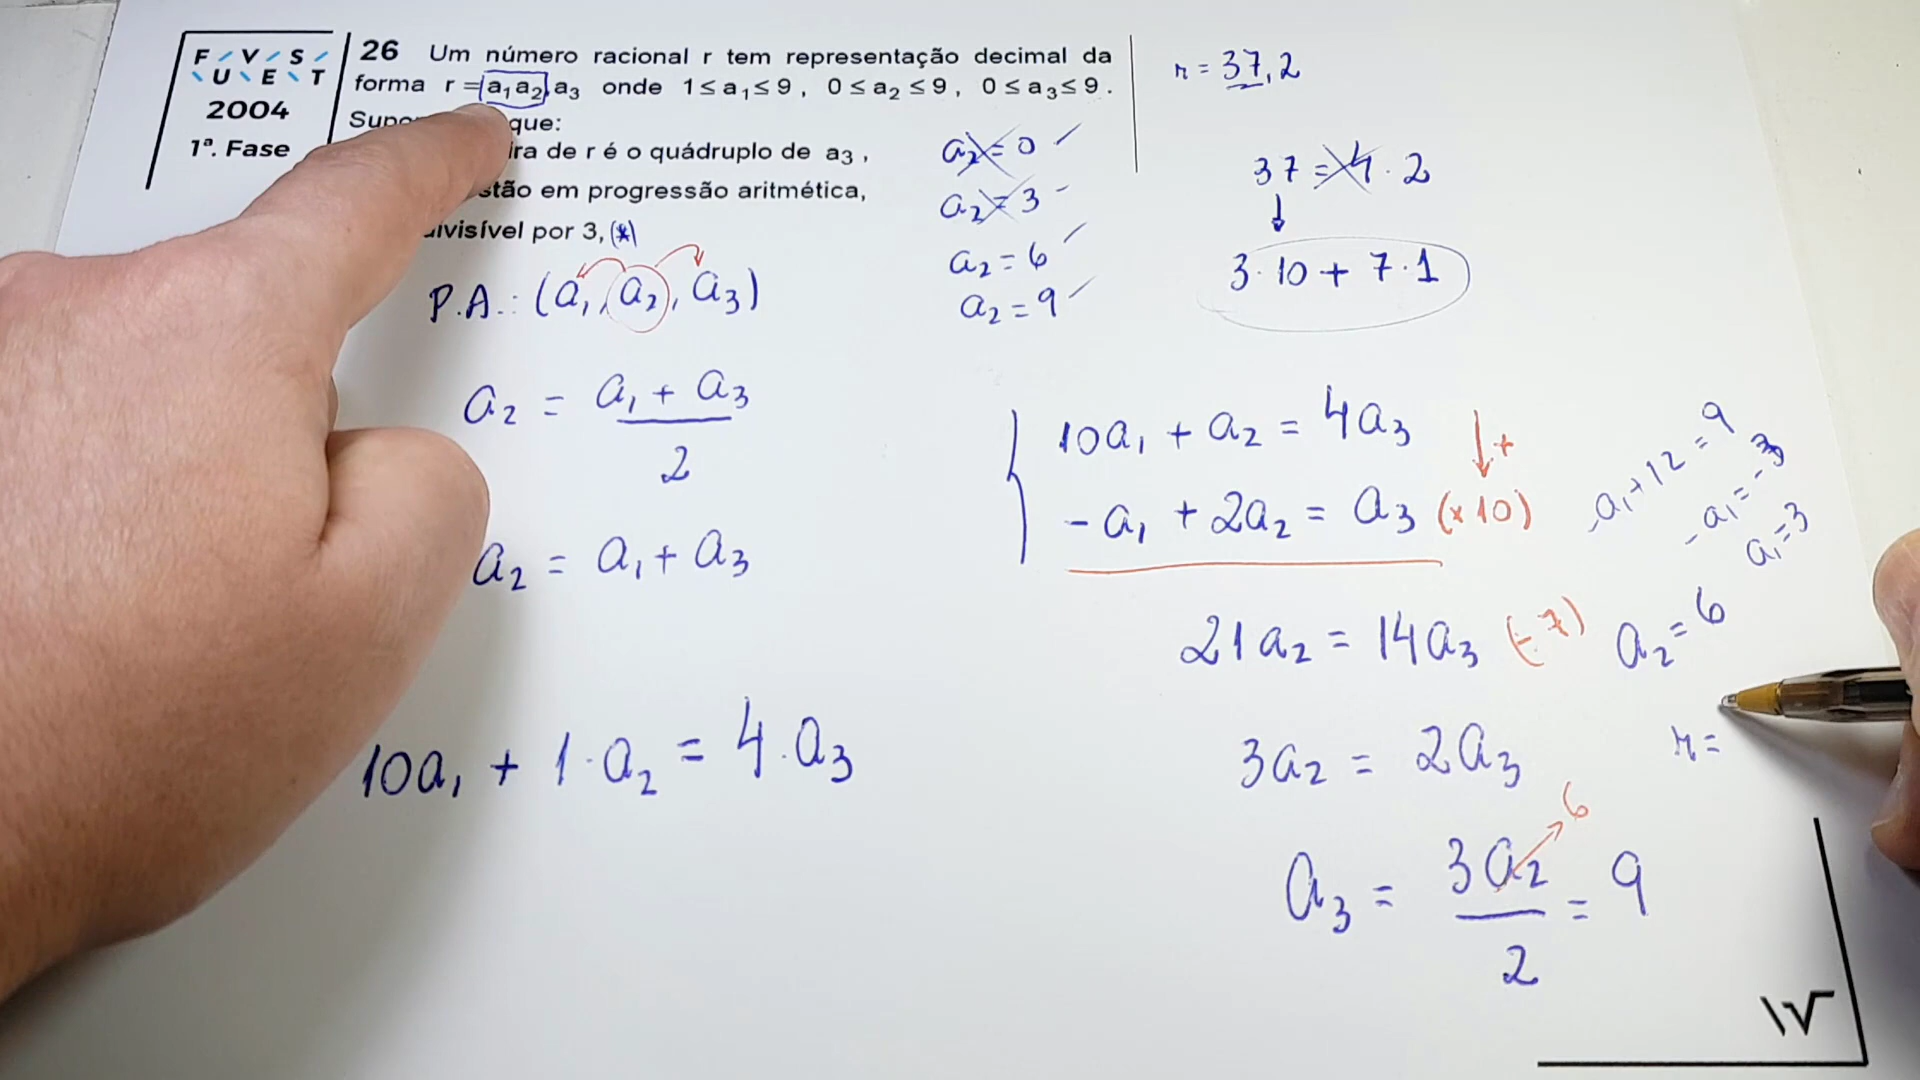 FUVEST
2004
1ª. Fase
26 Um número racional r tem representação decimal da
forma r = a₁a₂,a₃ onde 1≤a₁≤9, 0≤a₂≤9, 0≤a₃≤9.
que:
de r é o quádruplo de a₃,
em progressão aritmética,
por 3, (*)
P.A.: (a₁, a₂, a₃)
a₂ = (a₁ + a₃)/2
a₂ = a₁ + a₃
10a₁ + 1·a₂ = 4·a₃
a₂ = 0
a₂ = 3
a₂ = 6
a₂ = 9
r = 37,2
37 = 4·2
3·10 + 7·1
10a₁ + a₂ = 4a₃ +
-a₁ + 2a₂ = a₃ (×10)
21a₂ = 14a₃ (÷7)
3a₂ = 2a₃
6
a₃ = 3a₂/2 = 9
-a₁ + 12 = 9
-a₁ = -3
a₁ = 3
a₂ = 6
r =